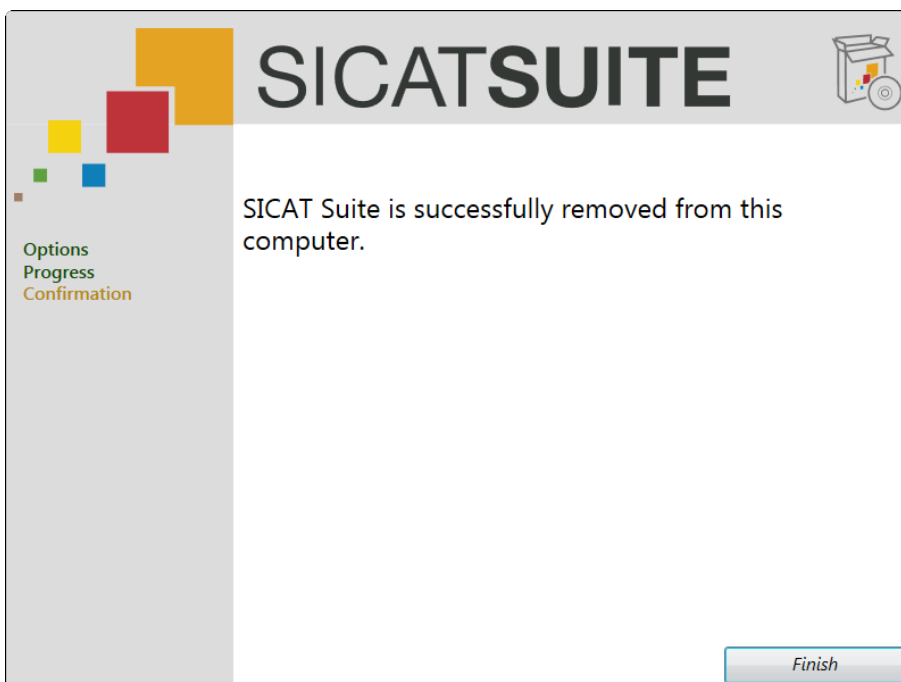 SICATSUITE
SICAT Suite is successfully removed from this
computer.
Options
Progress
Confirmation
Finish